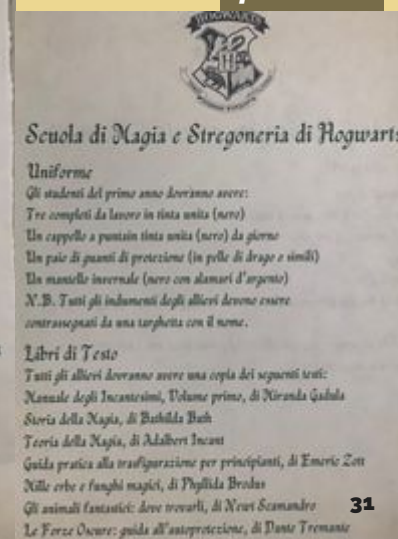 HOGWARTS
Scuola di Magia e Stregoneria di Hogwarts
Uniforme
Gli studenti del primo anno dovranno avere:
Tre completi da lavoro in tinta unita (nero)
Un cappello a puntain tinta unita (nero) da giorno
Un paio di guanti di protezione (in pelle di drago e simili)
Un mantello invernale (nero con alamari d'argento)
N.B. Tutti gli indumenti degli allievi devono essere
contrassegnati da una targhetta con il nome.
Libri di Testo
Tutti gli allievi dovranno avere una copia dei seguenti testi:
Manuale degli Incantesimi, Volume primo, di Miranda Gadula
Storia della Magia, di Bathilda Bath
Teoria della Magia, di Adalbert Incant
Guida pratica alla trasfigurazione per principianti, di Emeric Zott
Mille erbe e funghi magici, di Phyllida Brodus
Gli animali fantastici: dove trovarli, di Newt Scamandro
31
Le Forze Oscure: guida all'autoprotezione, di Dante Tremante